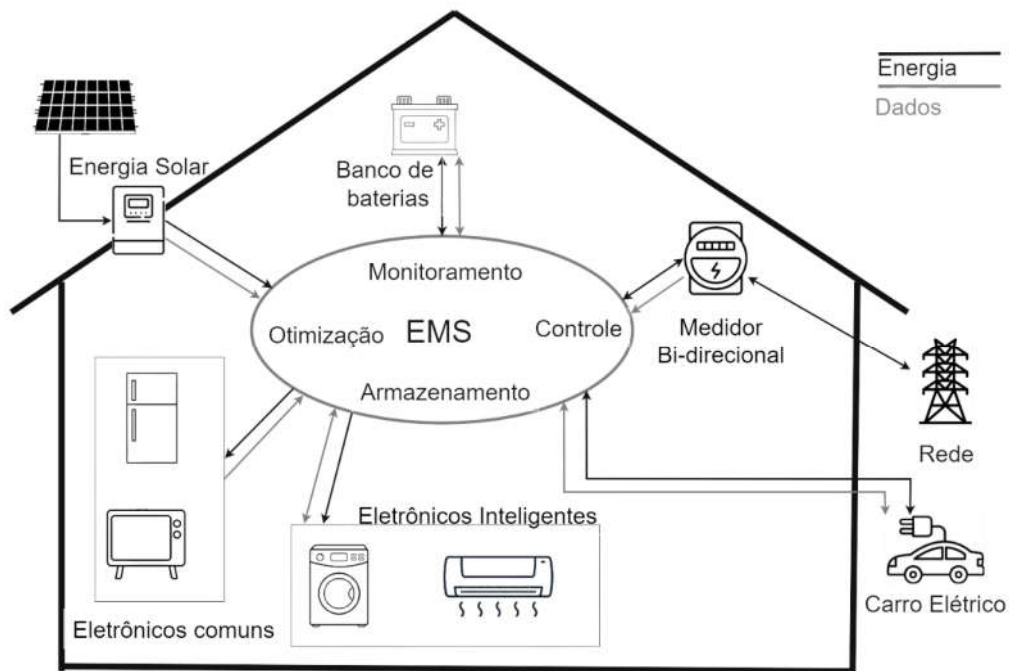 Energia
Dados
Energia Solar
Banco de
baterias
Monitoramento
Otimização
EMS
Controle
Armazenamento
Medidor
Bi-direcional
Rede
Eletrônicos Inteligentes
Carro Elétrico
Eletrônicos comuns